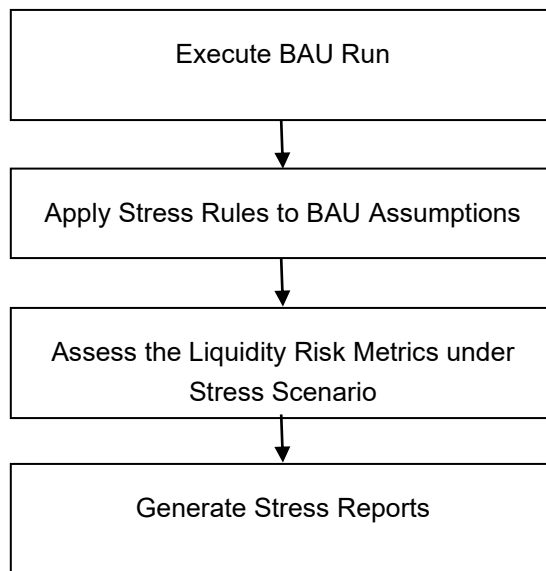 Execute BAU Run
Apply Stress Rules to BAU Assumptions
Assess the Liquidity Risk Metrics under
Stress Scenario
Generate Stress Reports